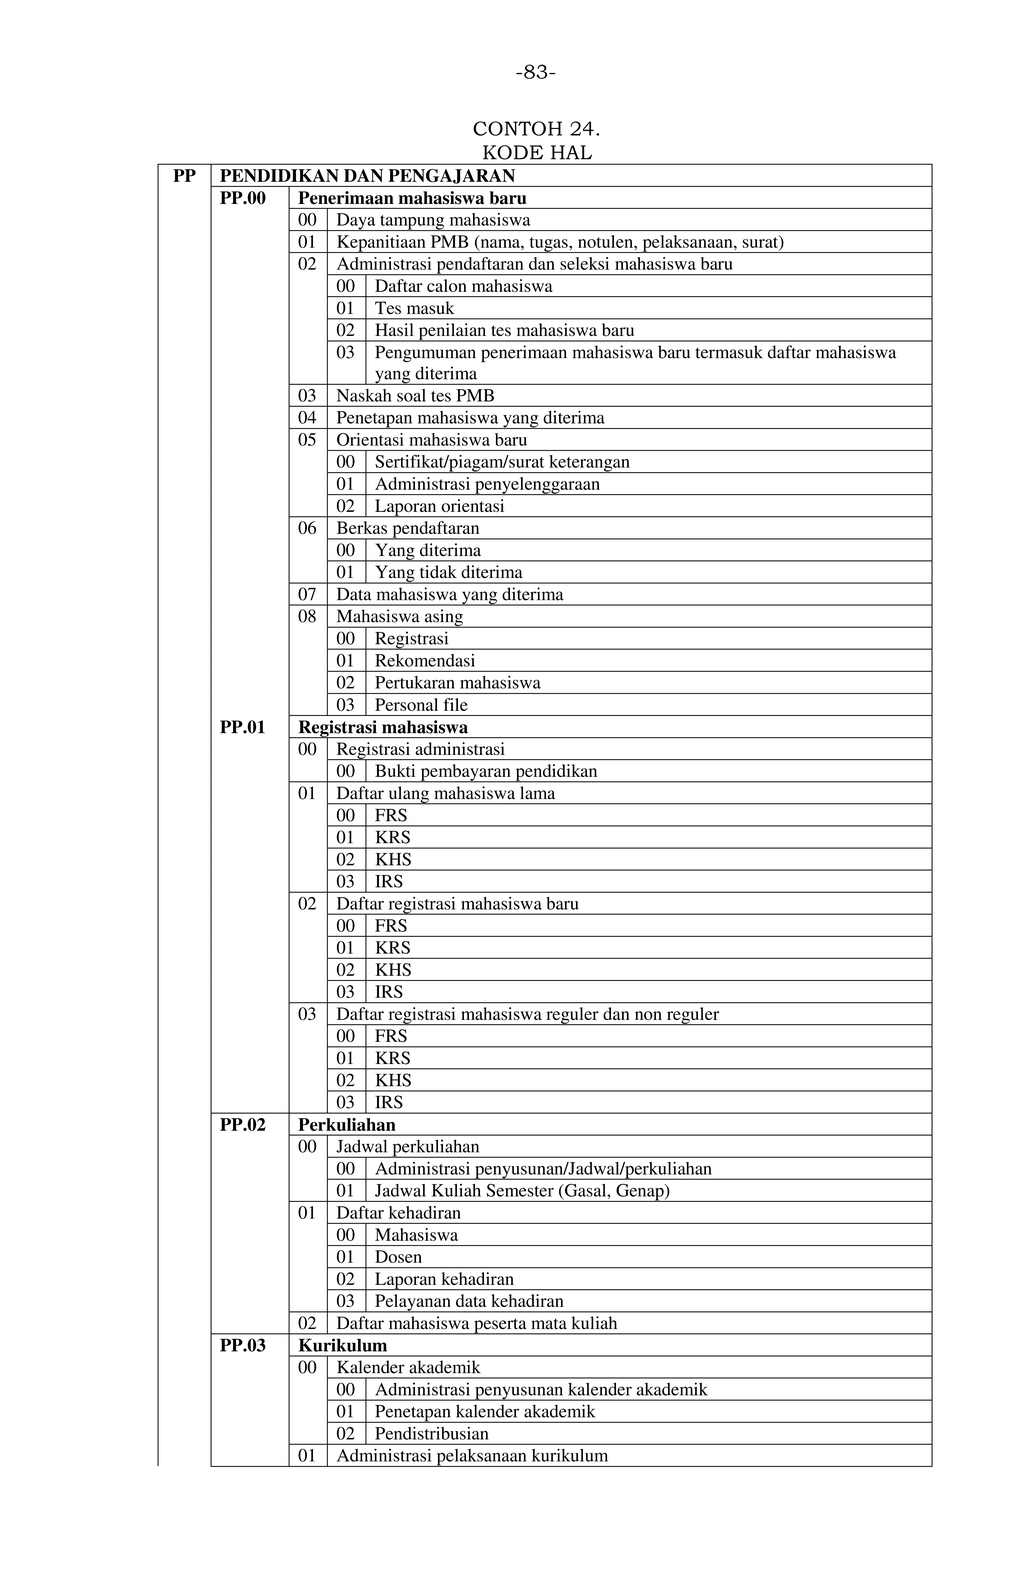 -83-
CONTOH 24.
KODE HAL
PP PENDIDIKAN DAN PENGAJARAN
PP.00 Penerimaan mahasiswa baru
00 Daya tampung mahasiswa
01 Kepanitiaan PMB (nama, tugas, notulen, pelaksanaan, surat)
02 Administrasi pendaftaran dan seleksi mahasiswa baru
00 Daftar calon mahasiswa
01 Tes masuk
02 Hasil penilaian tes mahasiswa baru
03 Pengumuman penerimaan mahasiswa baru termasuk daftar mahasiswa
yang diterima
03 Naskah soal tes PMB
04 Penetapan mahasiswa yang diterima
05 Orientasi mahasiswa baru
00 Sertifikat/piagam/surat keterangan
01 Administrasi penyelenggaraan
02 Laporan orientasi
06 Berkas pendaftaran
00 Yang diterima
01 Yang tidak diterima
07 Data mahasiswa yang diterima
08 Mahasiswa asing
00 Registrasi
01 Rekomendasi
02 Pertukaran mahasiswa
03 Personal file
PP.01 Registrasi mahasiswa
00 Registrasi administrasi
00 Bukti pembayaran pendidikan
01 Daftar ulang mahasiswa lama
00 FRS
01 KRS
02 KHS
03 IRS
02 Daftar registrasi mahasiswa baru
00 FRS
01 KRS
02 KHS
03 IRS
03 Daftar registrasi mahasiswa reguler dan non reguler
00 FRS
01 KRS
02 KHS
03 IRS
PP.02 Perkuliahan
00 Jadwal perkuliahan
00 Administrasi penyusunan/Jadwal/perkuliahan
01 Jadwal Kuliah Semester (Gasal, Genap)
01 Daftar kehadiran
00 Mahasiswa
01 Dosen
02 Laporan kehadiran
03 Pelayanan data kehadiran
02 Daftar mahasiswa peserta mata kuliah
PP.03 Kurikulum
00 Kalender akademik
00 Administrasi penyusunan kalender akademik
01 Penetapan kalender akademik
02 Pendistribusian
01 Administrasi pelaksanaan kurikulum